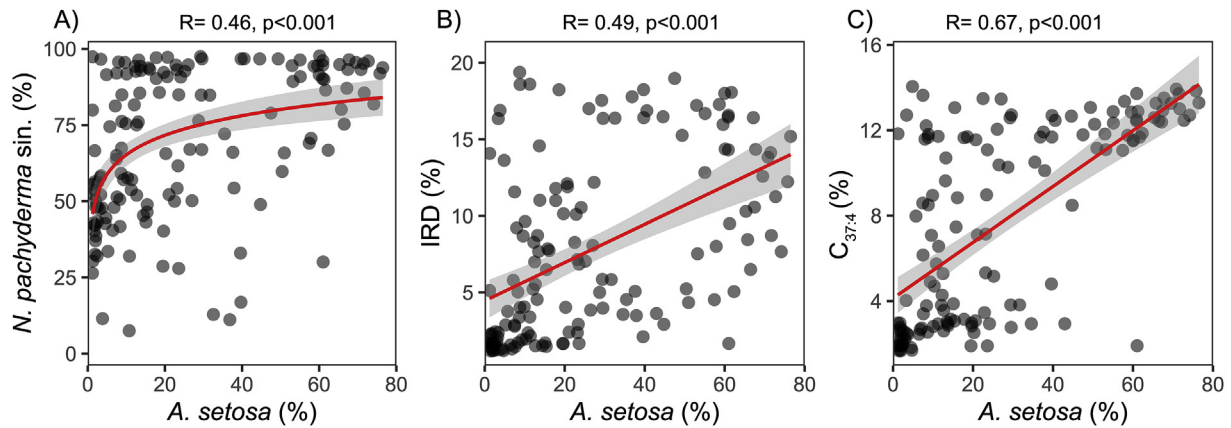 A)
R= 0.46, p<0.001
N. pachyderma sin. (%)
100
75
50
25
0
0 20 40 60 80
A. setosa (%)
B)
R= 0.49, p<0.001
IRD (%)
20
15
10
5
0 20 40 60 80
A. setosa (%)
C)
R= 0.67, p<0.001
C37:4 (%)
16
12
8
4
0 20 40 60 80
A. setosa (%)